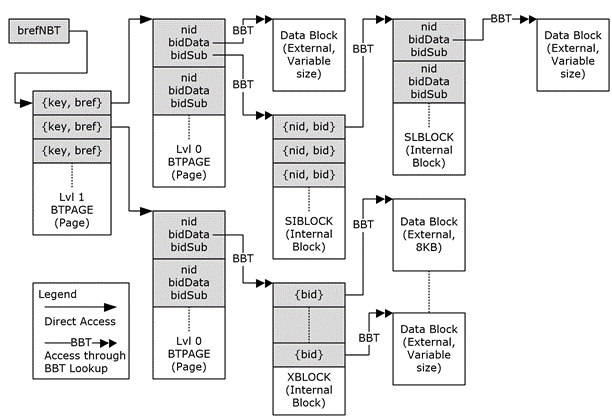 brefNBT
{key, bref}
{key, bref}
{key, bref}
Lvl 1
BTPAGE
(Page)
nid
bidData
bidSub
nid
bidData
bidSub
Lvl 0
BTPAGE
(Page)
BBT
BBT
Data Block
(External,
Variable
size)
{nid, bid}
{nid, bid}
{nid, bid}
SIBLOCK
(Internal
Block)
BBT
nid
bidData
bidSub
nid
bidData
bidSub
SLBLOCK
(Internal
Block)
BBT
Data Block
(External,
Variable
size)
nid
bidData
bidSub
nid
bidData
bidSub
Lvl 0
BTPAGE
(Page)
BBT
{bid}
{bid}
XBLOCK
(Internal
Block)
BBT
Data Block
(External,
8KB)
BBT
Data Block
(External,
Variable
size)
Legend
Direct Access
BBT
Access through
BBT Lookup